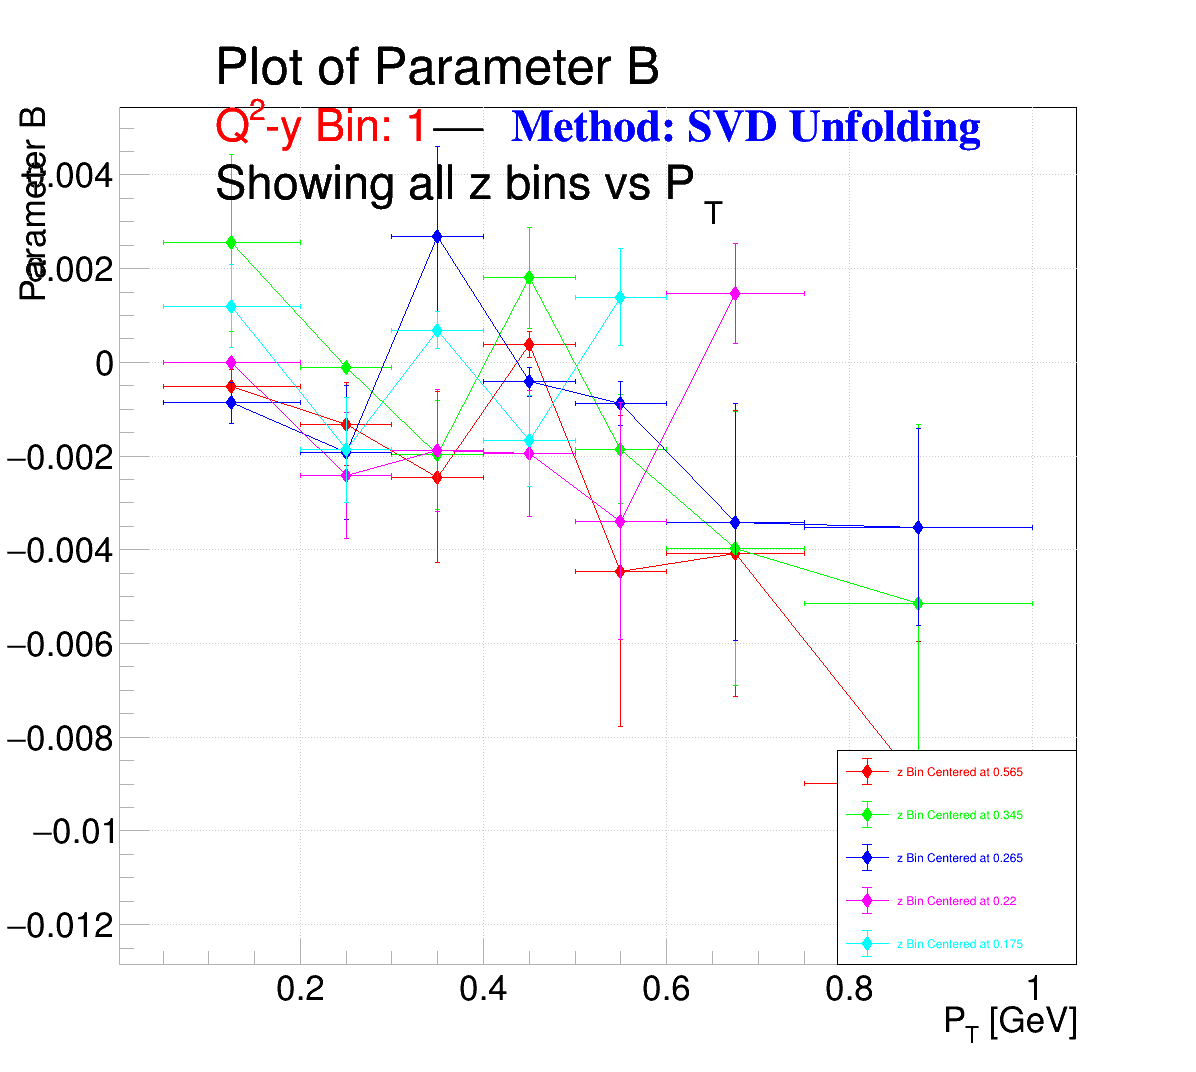 Plot of Parameter B
Q²-y Bin: 1 — Method: SVD Unfolding
Showing all z bins vs P_T
Parameter B
0.004
0.002
0
−0.002
−0.004
−0.006
−0.008
−0.01
−0.012
z Bin Centered at 0.565
z Bin Centered at 0.345
z Bin Centered at 0.265
z Bin Centered at 0.22
z Bin Centered at 0.175
0.2 0.4 0.6 0.8 1
P_T [GeV]